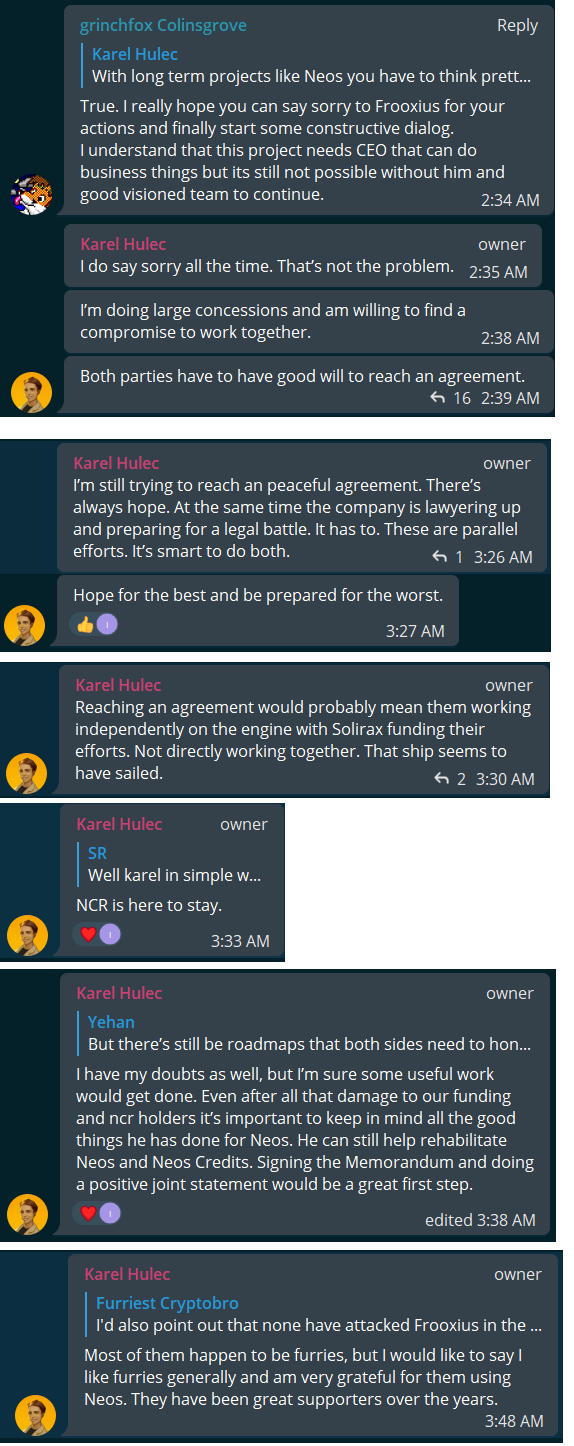 grinchfox Colinsgrove Reply
Karel Hulec
With long term projects like Neos you have to think prett...
True. I really hope you can say sorry to Frooxius for your
actions and finally start some constructive dialog.
I understand that this project needs CEO that can do
business things but its still not possible without him and
good visioned team to continue.
2:34 AM
Karel Hulec owner
I do say sorry all the time. That's not the problem.
2:35 AM
I'm doing large concessions and am willing to find a
compromise to work together.
2:38 AM
Both parties have to have good will to reach an agreement.
16 2:39 AM
Karel Hulec owner
I'm still trying to reach an peaceful agreement. There's
always hope. At the same time the company is lawyering up
and preparing for a legal battle. It has to. These are parallel
efforts. It's smart to do both.
1 3:26 AM
Hope for the best and be prepared for the worst.
3:27 AM
Karel Hulec owner
Reaching an agreement would probably mean them working
independently on the engine with Solirax funding their
efforts. Not directly working together. That ship seems to
have sailed.
2 3:30 AM
Karel Hulec owner
SR
Well karel in simple w...
NCR is here to stay.
3:33 AM
Karel Hulec owner
Yehan
But there's still be roadmaps that both sides need to hon...
I have my doubts as well, but I'm sure some useful work
would get done. Even after all that damage to our funding
and ncr holders it's important to keep in mind all the good
things he has done for Neos. He can still help rehabilitate
Neos and Neos Credits. Signing the Memorandum and doing
a positive joint statement would be a great first step.
edited 3:38 AM
Karel Hulec owner
Furriest Cryptobro
I'd also point out that none have attacked Frooxius in the ...
Most of them happen to be furries, but I would like to say I
like furries generally and am very grateful for them using
Neos. They have been great supporters over the years.
3:48 AM